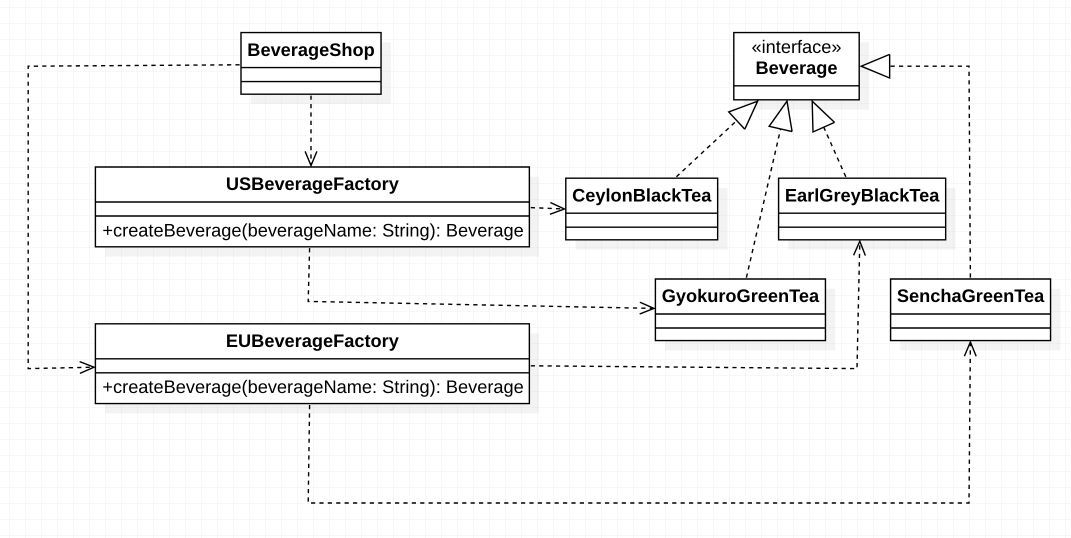 BeverageShop
«interface»
Beverage
USBeverageFactory
+createBeverage(beverageName: String): Beverage
CeylonBlackTea
EarlGreyBlackTea
GyokuroGreenTea
SenchaGreenTea
EUBeverageFactory
+createBeverage(beverageName: String): Beverage